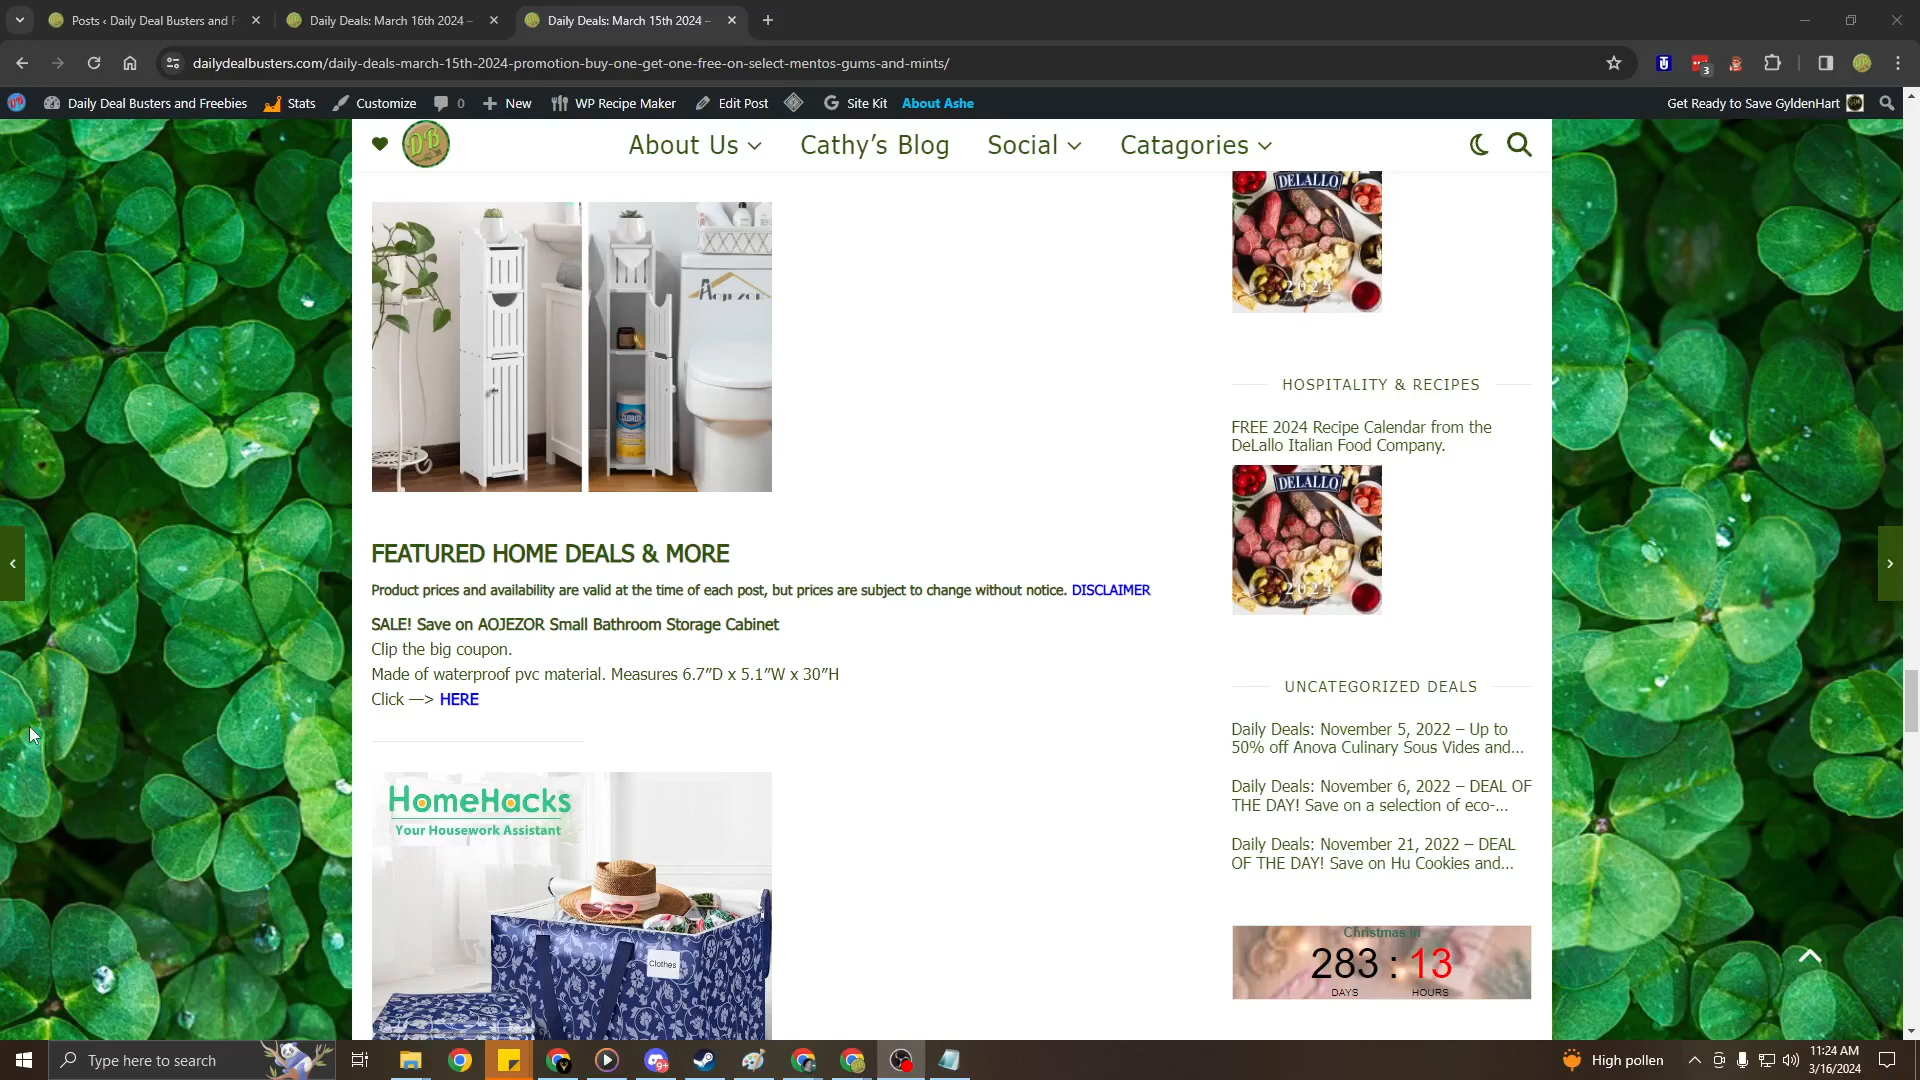 Posts ‹ Daily Deal Busters and F
Daily Deals: March 16th 2024 –
Daily Deals: March 15th 2024 –
dailydealbusters.com/daily-deals-march-15th-2024-promotion-buy-one-get-one-free-on-select-mentos-gums-and-mints/
3
Daily Deal Busters and Freebies
Stats
Customize
0
New
WP Recipe Maker
Edit Post
Site Kit
About Ashe
Get Ready to Save GyldenHart
DB
About Us
Cathy's Blog
Social
Catagories
DELALLO
2024
Aojezor
CLOROX
HOSPITALITY & RECIPES
FREE 2024 Recipe Calendar from the
DeLallo Italian Food Company.
DELALLO
2024
FEATURED HOME DEALS & MORE
Product prices and availability are valid at the time of each post, but prices are subject to change without notice. DISCLAIMER
SALE! Save on AOJEZOR Small Bathroom Storage Cabinet
Clip the big coupon.
Made of waterproof pvc material. Measures 6.7″D x 5.1″W x 30″H
Click —> HERE
UNCATEGORIZED DEALS
Daily Deals: November 5, 2022 – Up to
50% off Anova Culinary Sous Vides and...
Daily Deals: November 6, 2022 – DEAL OF
THE DAY! Save on a selection of eco-...
Daily Deals: November 21, 2022 – DEAL
OF THE DAY! Save on Hu Cookies and...
HomeHacks
Your Housework Assistant
Clothes
Christmas in
283 : 13
DAYS HOURS
Type here to search
9+
High pollen
11:24 AM
3/16/2024